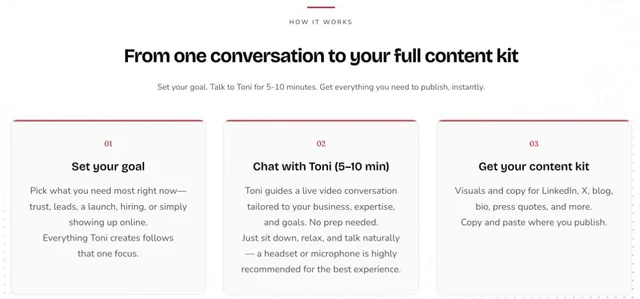 HOW IT WORKS
From one conversation to your full content kit
Set your goal. Talk to Toni for 5-10 minutes. Get everything you need to publish, instantly.
01
Set your goal
Pick what you need most right now—
trust, leads, a launch, hiring, or simply
showing up online.
Everything Toni creates follows
that one focus.
02
Chat with Toni (5–10 min)
Toni guides a live video conversation
tailored to your business, expertise,
and goals. No prep needed.
Just sit down, relax, and talk naturally
— a headset or microphone is highly
recommended for the best experience.
03
Get your content kit
Visuals and copy for LinkedIn, X, blog,
bio, press quotes, and more.
Copy and paste where you publish.